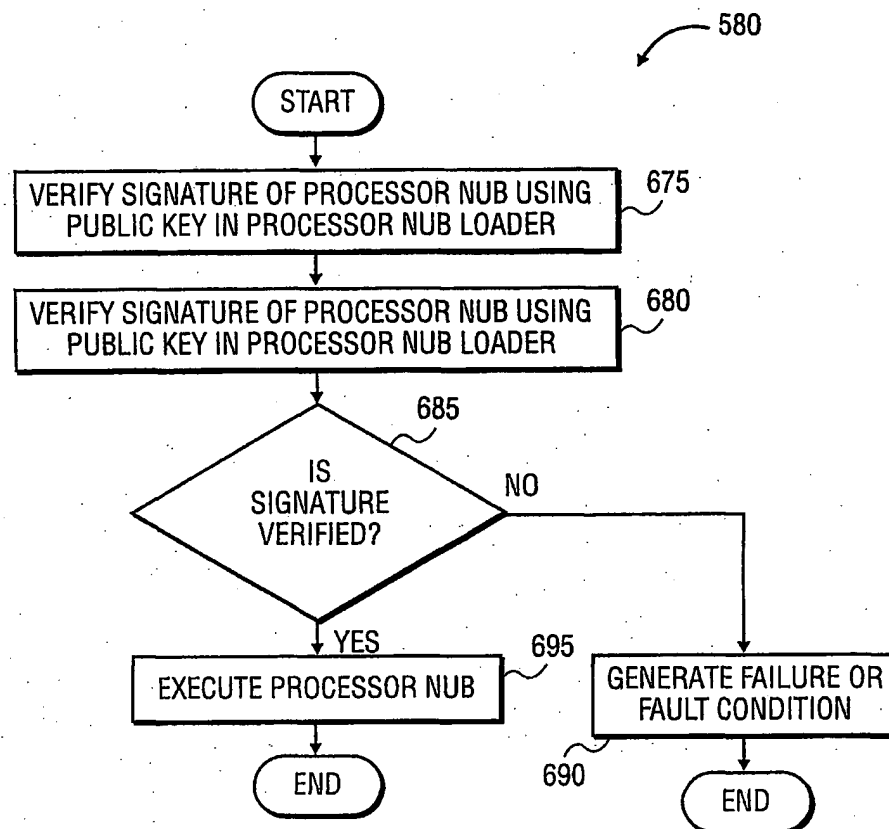 580
START
VERIFY SIGNATURE OF PROCESSOR NUB USING
PUBLIC KEY IN PROCESSOR NUB LOADER
675
VERIFY SIGNATURE OF PROCESSOR NUB USING
PUBLIC KEY IN PROCESSOR NUB LOADER
680
685
IS
SIGNATURE
VERIFIED?
NO
YES
695
EXECUTE PROCESSOR NUB
GENERATE FAILURE OR
FAULT CONDITION
690
END
END